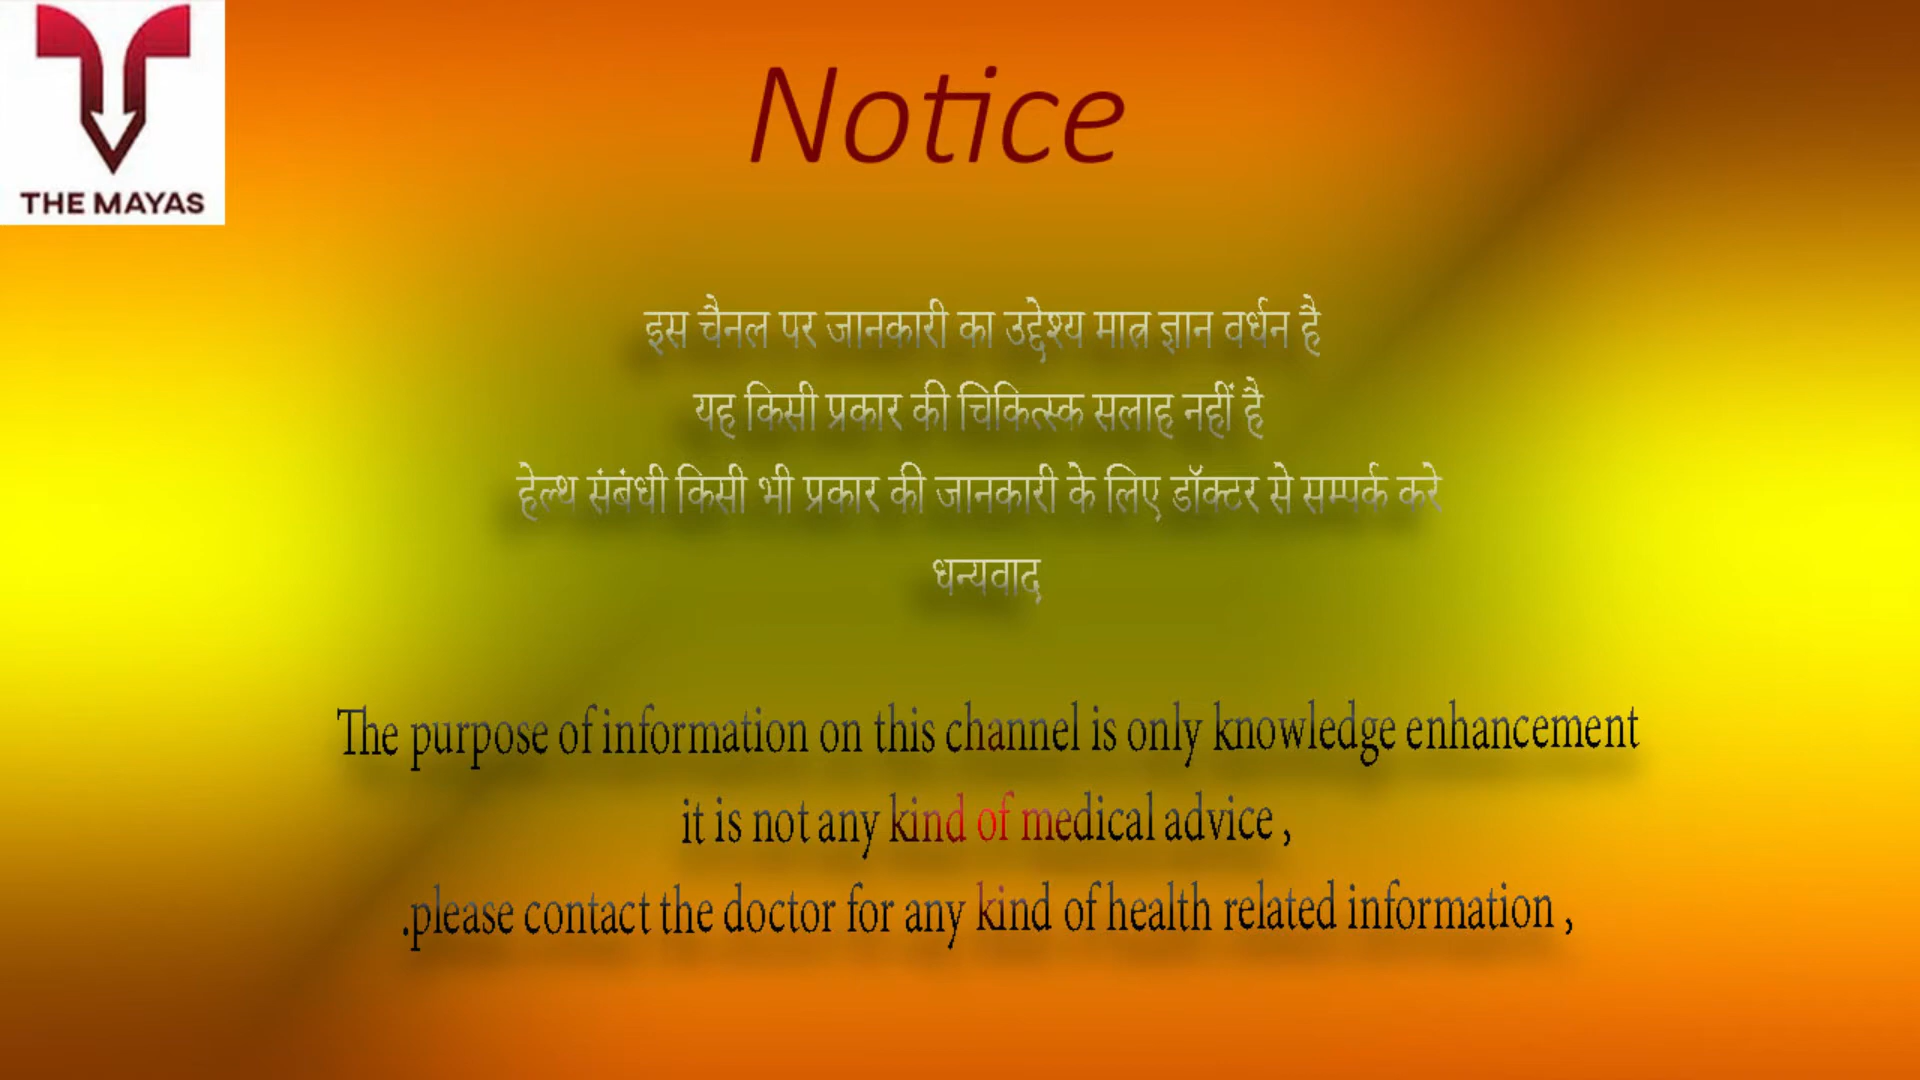 THE MAYAS
Notice
इस चैनल पर जानकारी का उद्देश्य मात्र ज्ञान वर्धन है
यह किसी प्रकार की चिकित्स्क सलाह नहीं है
हेल्थ संबंधी किसी भी प्रकार की जानकारी के लिए डॉक्टर से सम्पर्क करे
धन्यवाद
The purpose of information on this channel is only knowledge enhancement
it is not any kind of medical advice ,
.please contact the doctor for any kind of health related information ,